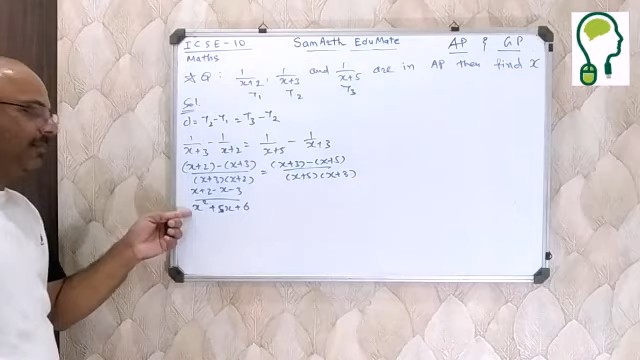 ICSE-10 SamArth EduMate AP & GP
Maths
☆ Q: 1/(x+2), 1/(x+3) and 1/(x+5) are in AP then find x
T₁ T₂ T₃
Sol.
d = T₂-T₁ = T₃-T₂
1/(x+3) - 1/(x+2) = 1/(x+5) - 1/(x+3)
(x+2)-(x+3)/(x+3)(x+2) = (x+3)-(x+5)/(x+5)(x+3)
x+2-x-3/x²+5x+6